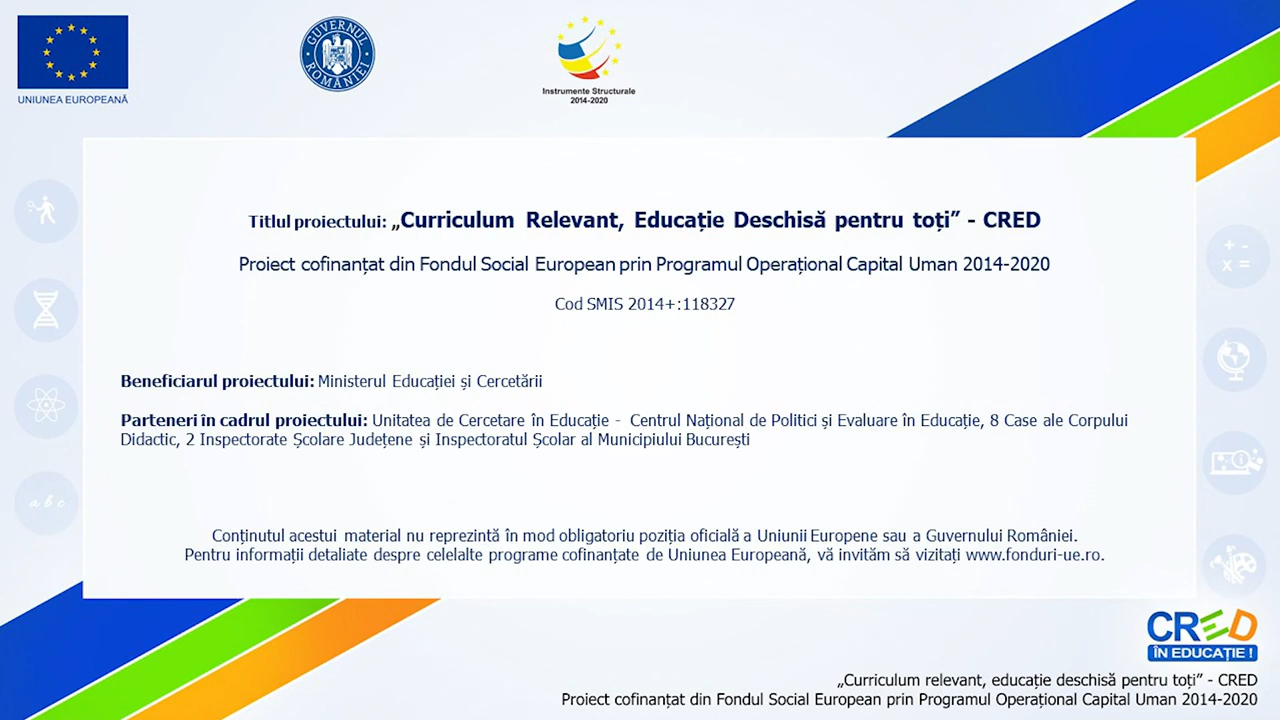 UNIUNEA EUROPEANĂ
GUVERNUL ROMÂNIEI
Instrumente Structurale
2014-2020
Titlul proiectului: „Curriculum Relevant, Educație Deschisă pentru toți” - CRED
Proiect cofinanțat din Fondul Social European prin Programul Operațional Capital Uman 2014-2020
Cod SMIS 2014+:118327
+ -
x =
Beneficiarul proiectului: Ministerul Educației și Cercetării
Parteneri în cadrul proiectului: Unitatea de Cercetare în Educație - Centrul Național de Politici și Evaluare în Educație, 8 Case ale Corpului
Didactic, 2 Inspectorate Școlare Județene și Inspectoratul Școlar al Municipiului București
a b c
Conținutul acestui material nu reprezintă în mod obligatoriu poziția oficială a Uniunii Europene sau a Guvernului României.
Pentru informații detaliate despre celelalte programe cofinanțate de Uniunea Europeană, vă invităm să vizitați www.fonduri-ue.ro.
CRED
ÎN EDUCAȚIE !
„Curriculum relevant, educație deschisă pentru toți” - CRED
Proiect cofinanțat din Fondul Social European prin Programul Operațional Capital Uman 2014-2020